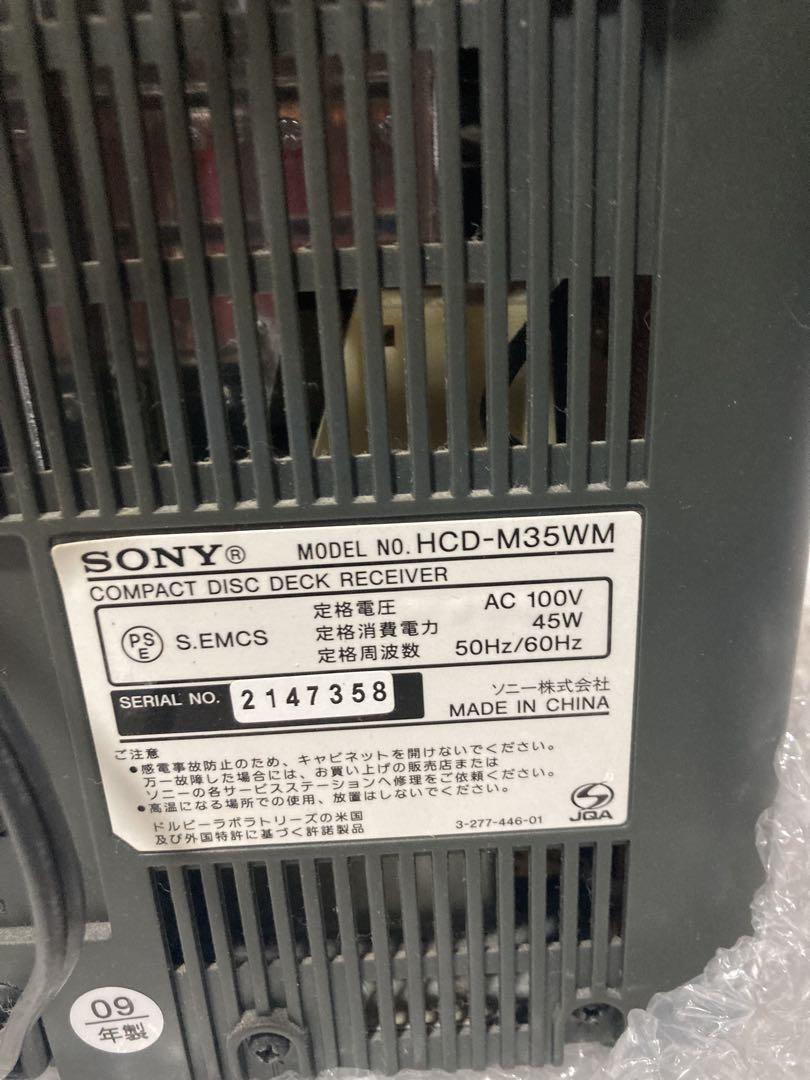 SONY® MODEL NO. HCD-M35WM
COMPACT DISC DECK RECEIVER
PSE S.EMCS
定格電圧 AC 100V
定格消費電力 45W
定格周波数 50Hz/60Hz
SERIAL NO. 2147358
ソニー株式会社
MADE IN CHINA
ご注意
●感電事故防止のため、キャビネットを開けないでください。
万一故障した場合には、お買い上げの販売店または
ソニーの各サービスステーションへ修理をご依頼ください。
●高温になる場所での使用、放置はしないでください。
ドルビーラボラトリーズの米国
及び外国特許に基づく許諾製品
3-277-446-01
JQA
09
年製